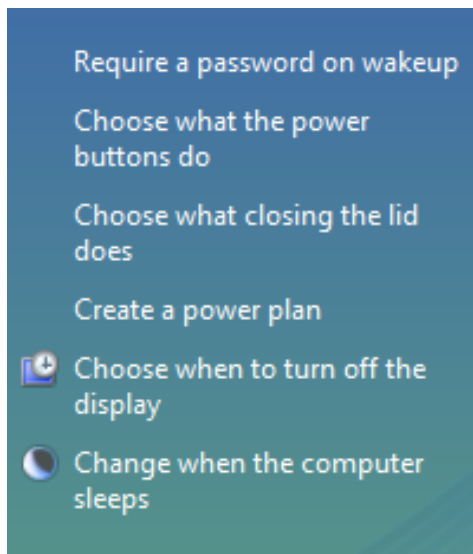 Require a password on wakeup
Choose what the power
buttons do
Choose what closing the lid
does
Create a power plan
Choose when to turn off the
display
Change when the computer
sleeps